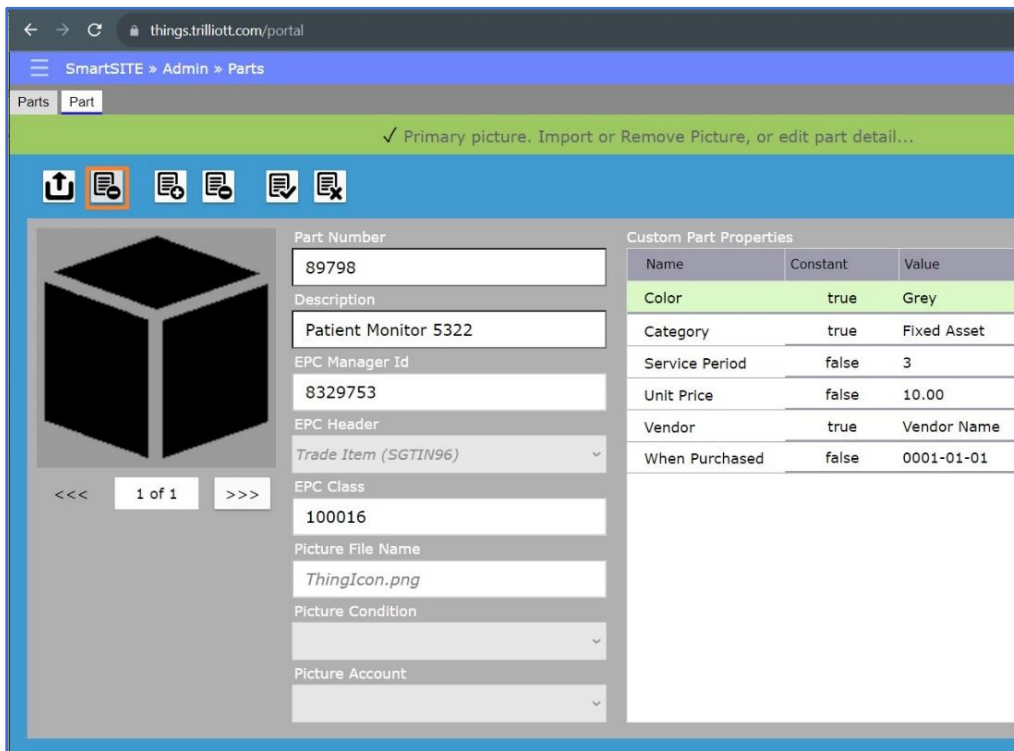 things.trilliott.com/portal
SmartSITE » Admin » Parts
Parts Part
✓ Primary picture. Import or Remove Picture, or edit part detail...
Part Number
89798
Description
Patient Monitor 5322
EPC Manager Id
8329753
EPC Header
Trade Item (SGTIN96)
EPC Class
100016
Picture File Name
ThingIcon.png
Picture Condition
Picture Account
<<< 1 of 1 >>>
Custom Part Properties
Name Constant Value
Color true Grey
Category true Fixed Asset
Service Period false 3
Unit Price false 10.00
Vendor true Vendor Name
When Purchased false 0001-01-01